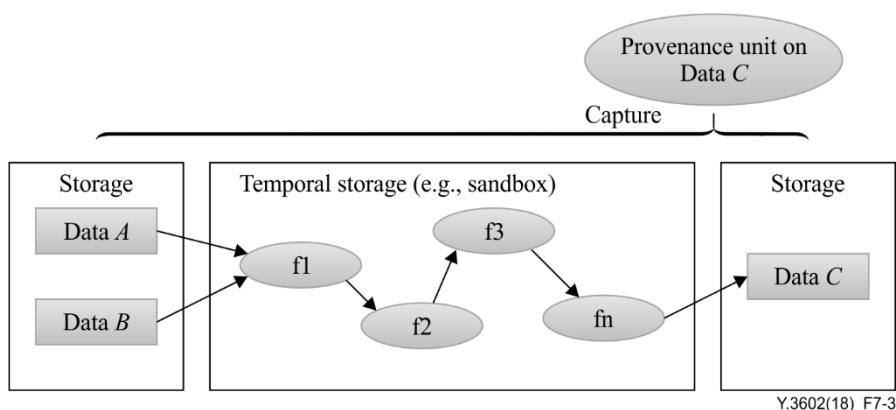 Provenance unit on
Data C
Capture
Storage
Temporal storage (e.g., sandbox)
Storage
Data A
f1
f3
Data C
Data B
f2
fn
Y.3602(18)_F7-3